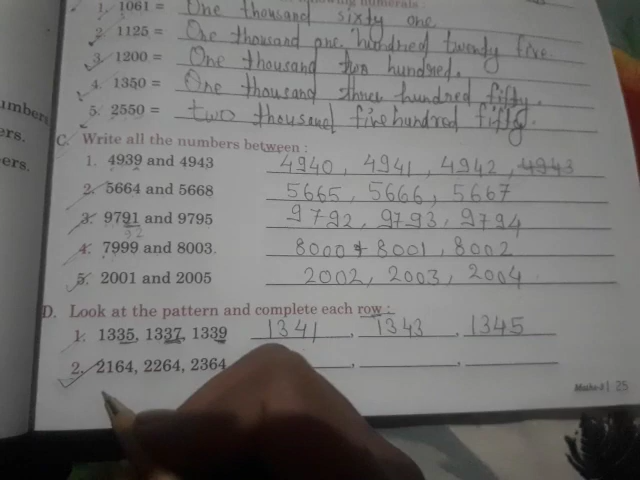 numerals :
1. 1061 = One thousand sixty one
2. 1125 = One thousand one hundred twenty five
3. 1200 = One thousand two hundred.
4. 1350 = One thousand three hundred fifty.
5. 2550 = two thousand five hundred fifty.
C. Write all the numbers between :
1. 4939 and 4943 4940, 4941, 4942, 4943
2. 5664 and 5668 5665, 5666, 5667
3. 9791 and 9795 9792, 9793, 9794
92
4. 7999 and 8003. 8000 8001, 8002
5. 2001 and 2005 2002, 2003, 2004
D. Look at the pattern and complete each row :
1. 1335, 1337, 1339 1341, 1343, 1345
2. 2164, 2264, 2364
Maths-3 | 25
umbers
ers.
ers.